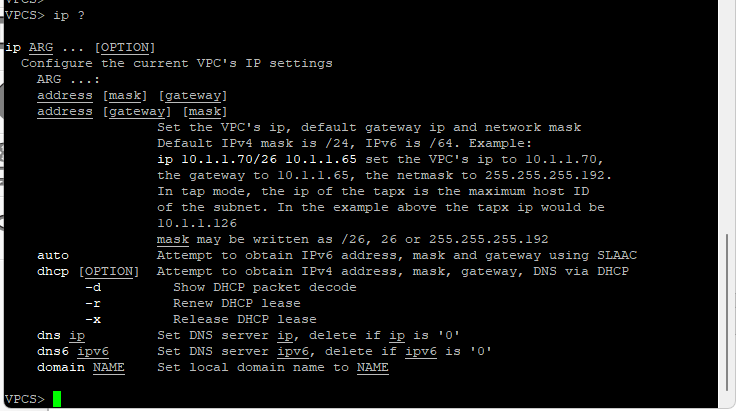 VPCS>
VPCS> ip ?
ip ARG ... [OPTION]
Configure the current VPC's IP settings
ARG ...:
address [mask] [gateway]
address [gateway] [mask]
Set the VPC's ip, default gateway ip and network mask
Default IPv4 mask is /24, IPv6 is /64. Example:
ip 10.1.1.70/26 10.1.1.65 set the VPC's ip to 10.1.1.70,
the gateway to 10.1.1.65, the netmask to 255.255.255.192.
In tap mode, the ip of the tapx is the maximum host ID
of the subnet. In the example above the tapx ip would be
10.1.1.126
mask may be written as /26, 26 or 255.255.255.192
auto Attempt to obtain IPv6 address, mask and gateway using SLAAC
dhcp [OPTION] Attempt to obtain IPv4 address, mask, gateway, DNS via DHCP
-d Show DHCP packet decode
-r Renew DHCP lease
-x Release DHCP lease
dns ip Set DNS server ip, delete if ip is '0'
dns6 ipv6 Set DNS server ipv6, delete if ipv6 is '0'
domain NAME Set local domain name to NAME
VPCS>